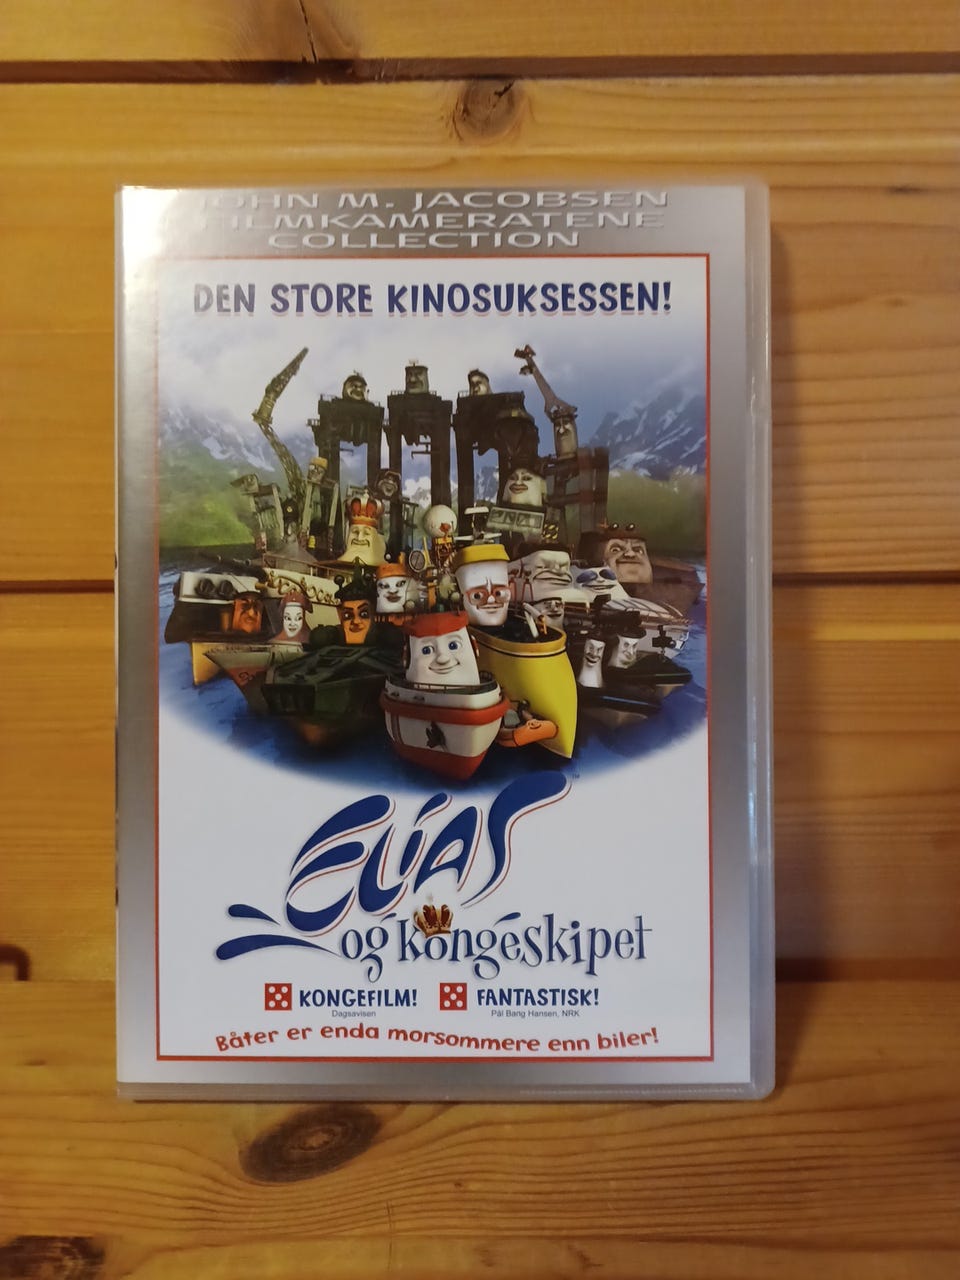 JOHN M. JACOBSEN
FILMKAMERATENE
COLLECTION
DEN STORE KINOSUKSESSEN!
ELIAS™
og kongeskipet
KONGEFILM! FANTASTISK!
Dagsavisen Pål Bang Hansen, NRK
Båter er enda morsommere enn biler!